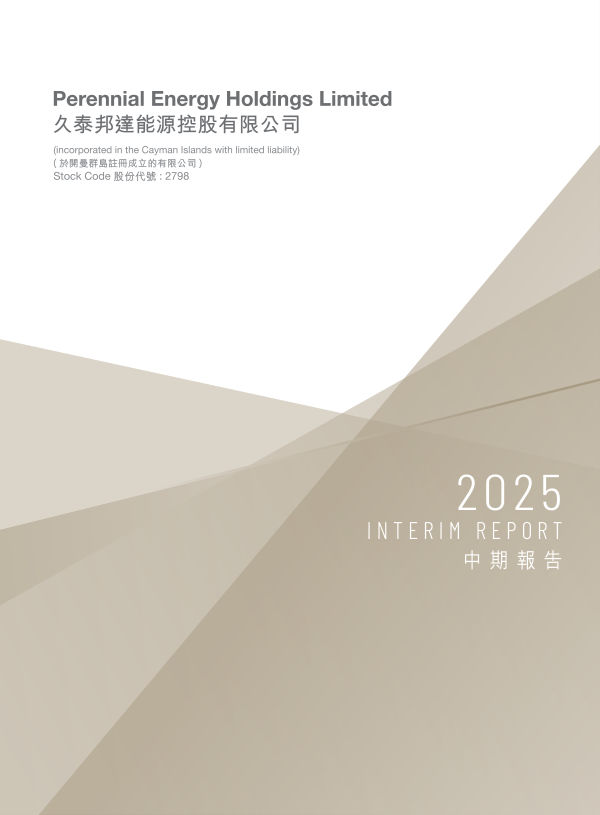 Perennial Energy Holdings Limited
久泰邦達能源控股有限公司
(incorporated in the Cayman Islands with limited liability)
( 於開曼群島註冊成立的有限公司 )
Stock Code 股份代號 : 2798
2025
INTERIM REPORT
中期報告